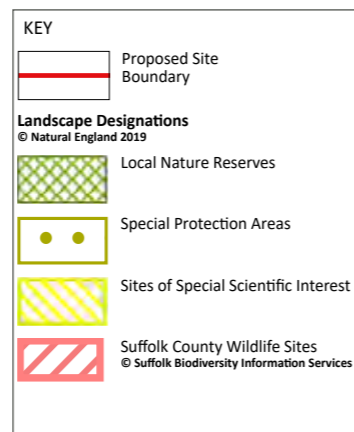 KEY
Proposed Site
Boundary
Landscape Designations
© Natural England 2019
Local Nature Reserves
Special Protection Areas
Sites of Special Scientific Interest
Suffolk County Wildlife Sites
© Suffolk Biodiversity Information Services